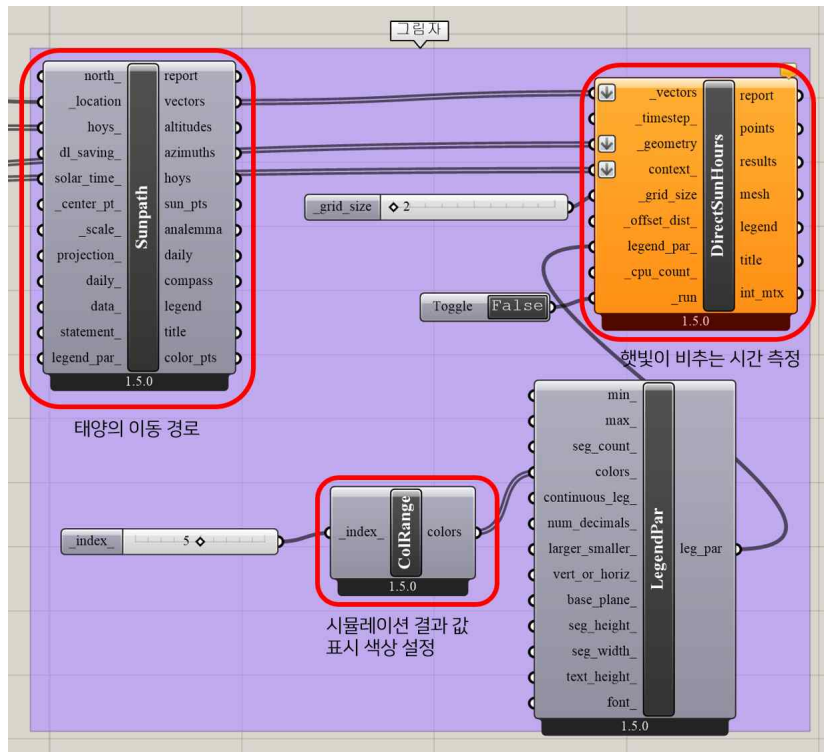 그림자
north_
_location
hoys_
dl_saving_
solar_time_
_center_pt_
_scale_
projection_
daily_
data_
statement_
legend_par_
Sunpath
report
vectors
altitudes
azimuths
hoys
sun_pts
analemma
daily
compass
legend
title
color_pts
1.5.0
태양의 이동 경로
_grid_size 2
Toggle False
_vectors
_timestep_
_geometry
context_
_grid_size
_offset_dist_
legend_par_
_cpu_count_
_run
DirectSunHours
report
points
results
mesh
legend
title
int_mtx
1.5.0
햇빛이 비추는 시간 측정
_index_ 5
_index_
ColRange
colors
1.5.0
시뮬레이션 결과 값
표시 색상 설정
min_
max_
seg_count_
colors_
continuous_leg_
num_decimals_
larger_smaller_
vert_or_horiz_
base_plane_
seg_height_
seg_width_
text_height_
font_
LegendPar
leg_par
1.5.0